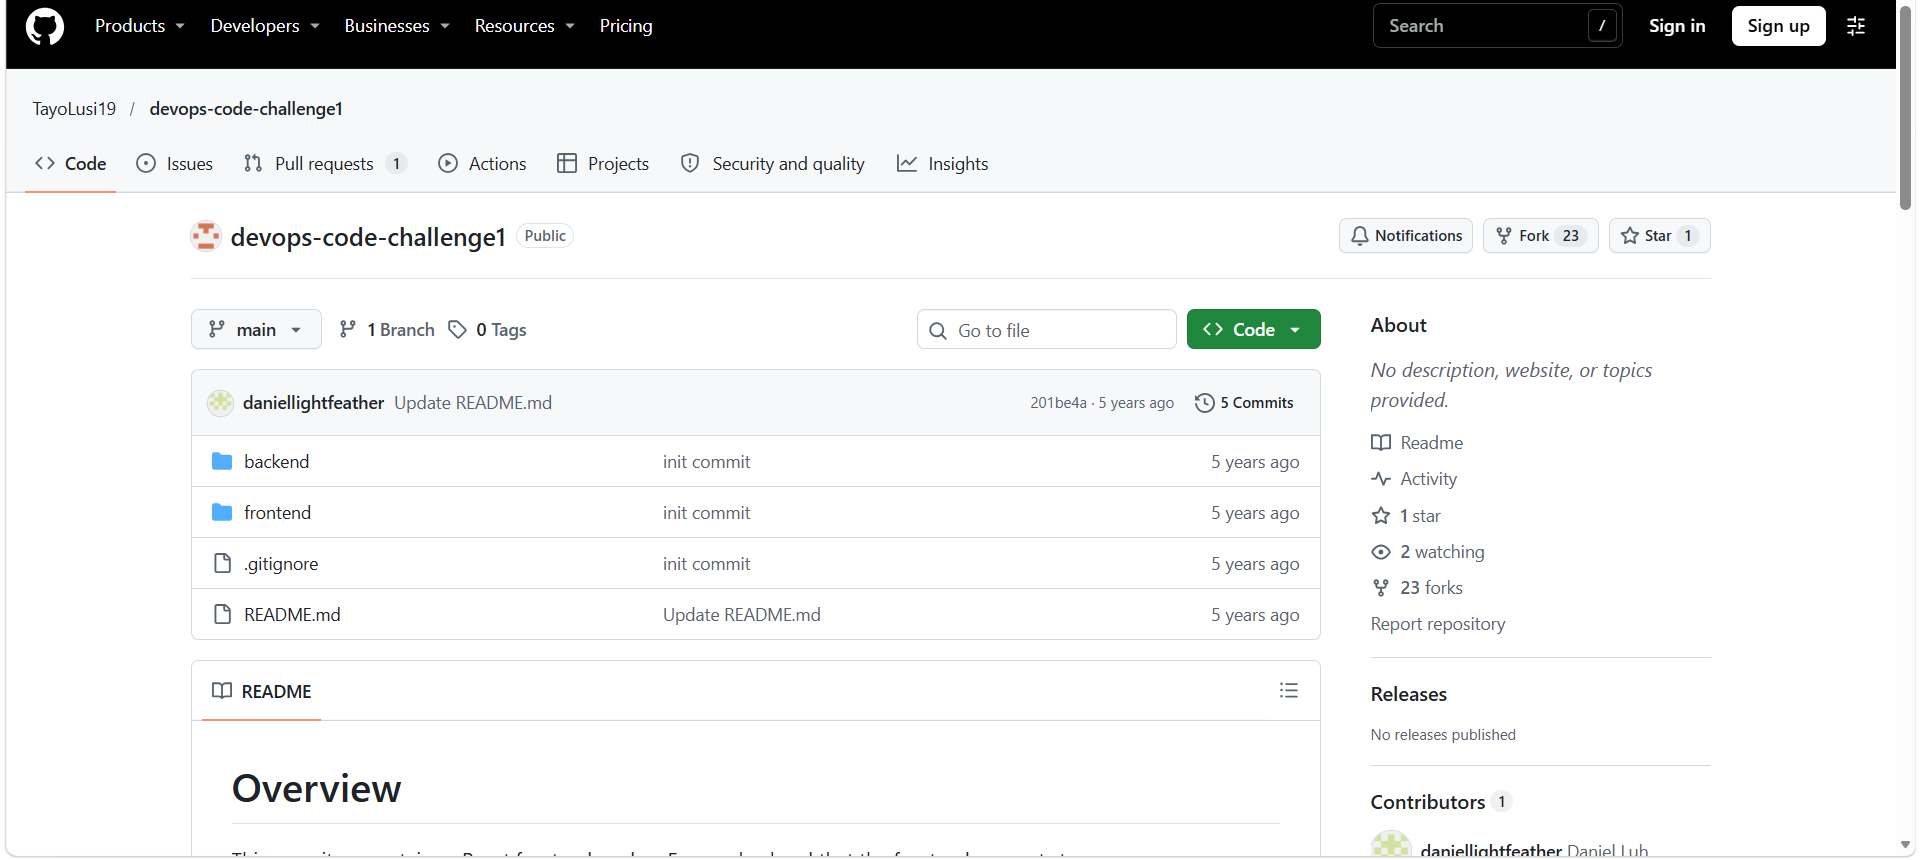 Products Developers Businesses Resources Pricing Search / Sign in Sign up
TayoLusi19 / devops-code-challenge1
Code Issues Pull requests 1 Actions Projects Security and quality Insights
devops-code-challenge1 Public Notifications Fork 23 Star 1
main 1 Branch 0 Tags Go to file Code
daniellightfeather Update README.md 201be4a · 5 years ago 5 Commits
backend init commit 5 years ago
frontend init commit 5 years ago
.gitignore init commit 5 years ago
README.md Update README.md 5 years ago
README
Overview
About
No description, website, or topics
provided.
Readme
Activity
1 star
2 watching
23 forks
Report repository
Releases
No releases published
Contributors 1
daniellightfeather Daniel Luh